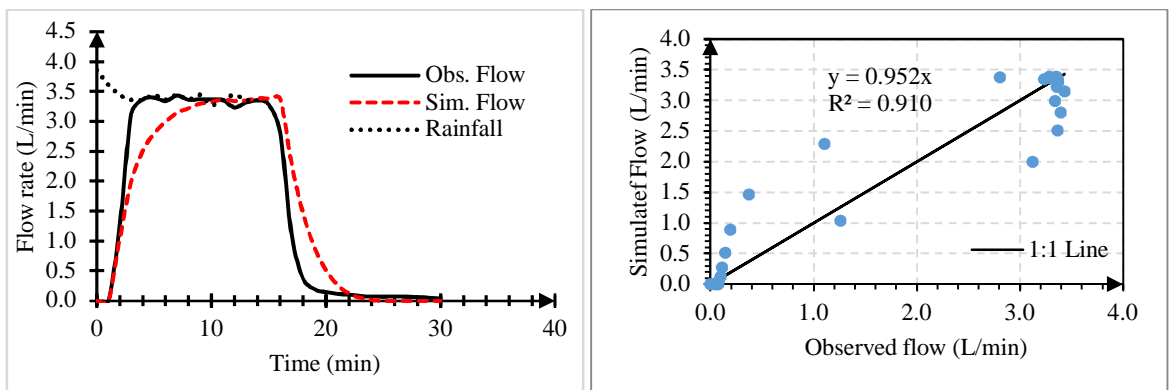 4.5
4.0
3.5
3.0
2.5
2.0
1.5
1.0
0.5
0.0
Flow rate (L/min)
0
10
20
30
40
Time (min)
Obs. Flow
Sim. Flow
Rainfall
4.0
3.5
3.0
2.5
2.0
1.5
1.0
0.5
0.0
Simulatef Flow (L/min)
y = 0.952x
R² = 0.910
1:1 Line
0.0
1.0
2.0
3.0
4.0
Observed flow (L/min)